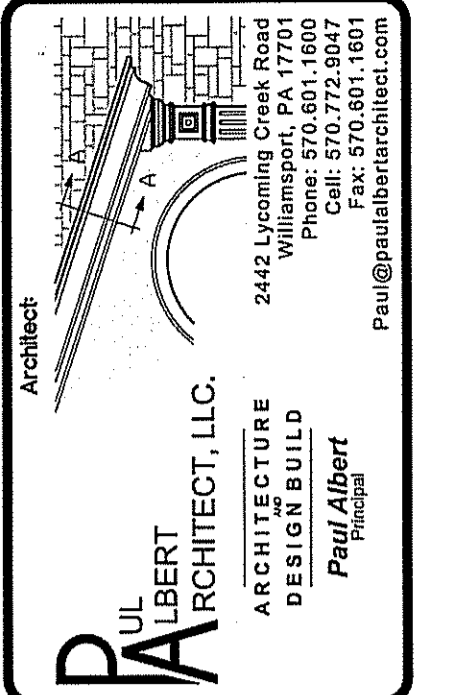 Architect:
PAUL
ALBERT
ARCHITECT, LLC.
A
A
ARCHITECTURE
AND
DESIGN BUILD
Paul Albert
Principal
2442 Lycoming Creek Road
Williamsport, PA 17701
Phone: 570.601.1600
Cell: 570.772.9047
Fax: 570.601.1601
Paul@paulalbertarchitect.com